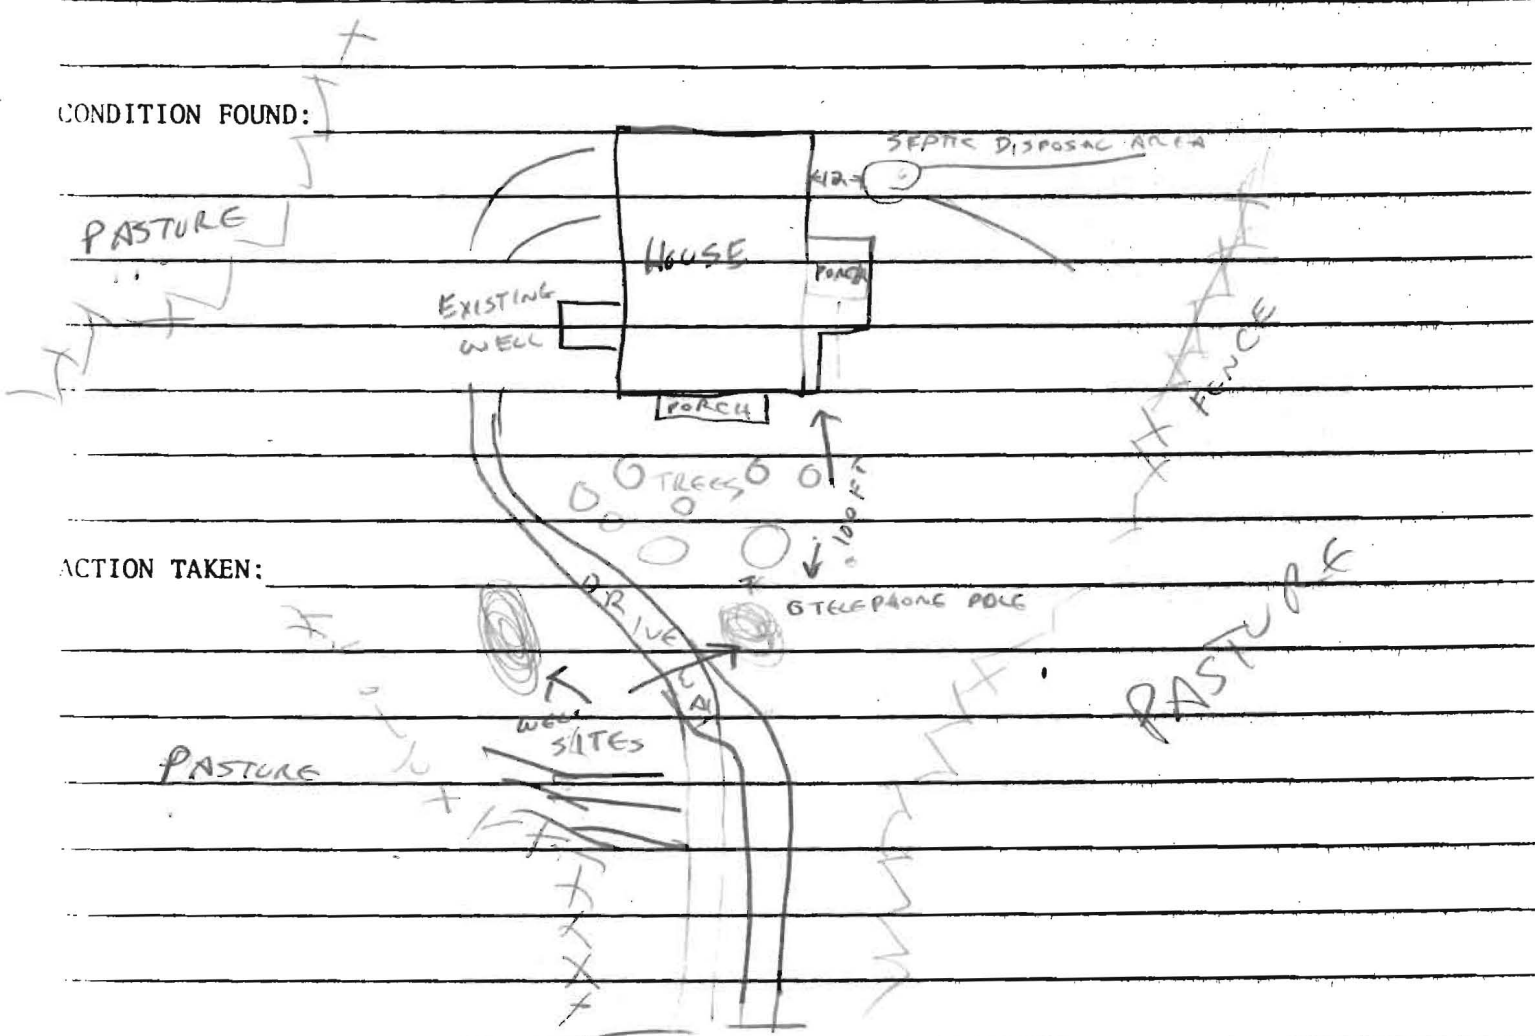 CONDITION FOUND:
SEPTIC DISPOSAL AREA
12
PASTURE
HOUSE
PORCH
EXISTING
WELL
FENCE
PORCH
TREES
100 FT
ACTION TAKEN:
TELEPHONE POLE
DRIVEWAY
PASTURE
WELL
SITES
PASTURE